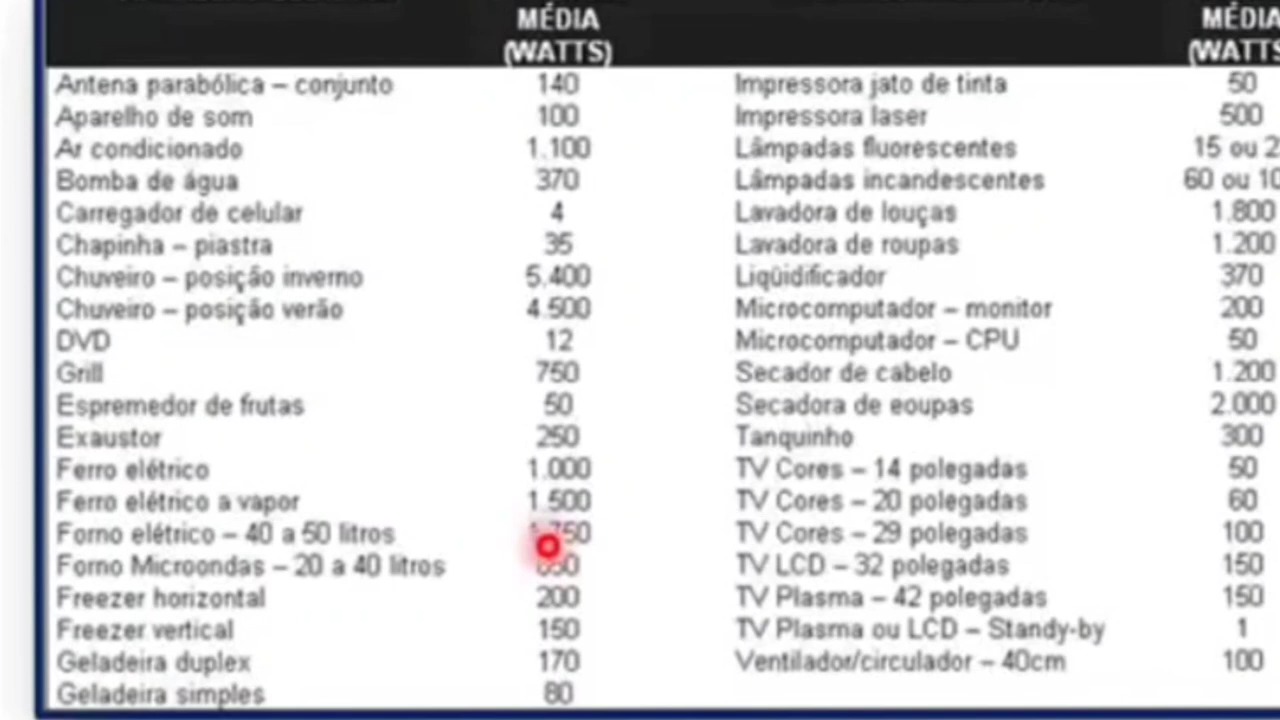 MÉDIA
(WATTS)
Antena parabólica – conjunto 140
Aparelho de som 100
Ar condicionado 1.100
Bomba de água 370
Carregador de celular 4
Chapinha – piastra 35
Chuveiro – posição inverno 5.400
Chuveiro – posição verão 4.500
DVD 12
Grill 750
Espremedor de frutas 50
Exaustor 250
Ferro elétrico 1.000
Ferro elétrico a vapor 1.500
Forno elétrico – 40 a 50 litros
Forno Microondas – 20 a 40 litros
Freezer horizontal 200
Freezer vertical 150
Geladeira duplex 170
Geladeira simples 80
MÉDIA
(WATTS
Impressora jato de tinta 50
Impressora laser 500
Lâmpadas fluorescentes 15 ou 2
Lâmpadas incandescentes 60 ou 10
Lavadora de louças 1.800
Lavadora de roupas 1.200
Liqüidificador 370
Microcomputador – monitor 200
Microcomputador – CPU 50
Secador de cabelo 1.200
Secadora de eoupas 2.000
Tanquinho 300
TV Cores – 14 polegadas 50
TV Cores – 20 polegadas 60
TV Cores – 29 polegadas 100
TV LCD – 32 polegadas 150
TV Plasma – 42 polegadas 150
TV Plasma ou LCD – Standy-by 1
Ventilador/circulador – 40cm 100